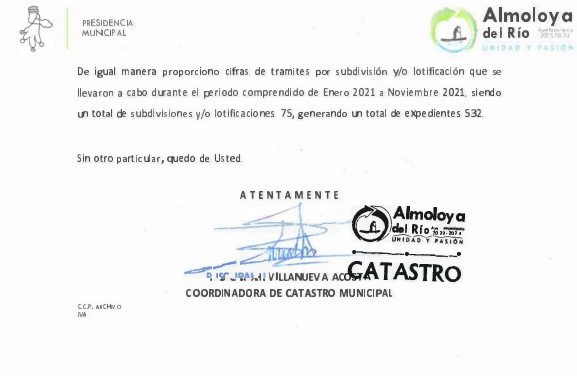 PRESIDENCIA
MUNICIPAL
Almoloya
del Río
UNIDAD Y PASIÓN
De igual manera proporciono cifras de tramites por subdivisión y/o lotificación que se
llevaron a cabo durante el periodo comprendido de Enero 2021 a Noviembre 2021, siendo
un total de subdivisiones y/o lotificaciones 75, generando un total de expedientes 532.
Sin otro particular, quedo de Usted.
ATENTAMENTE
Almoloya
del Río
UNIDAD Y PASIÓN
CATASTRO
VILLANUEVA ACOSTA
COORDINADORA DE CATASTRO MUNICIPAL
C.C.P. ARCHIVO
IVA